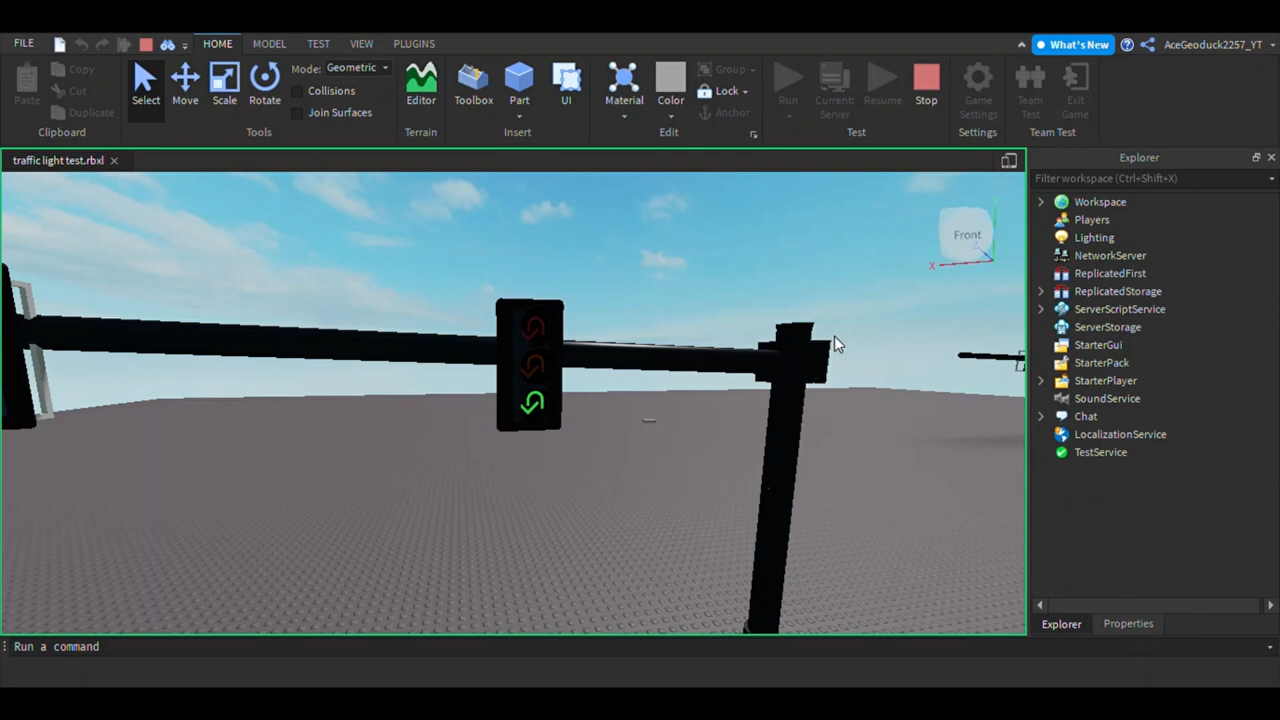 FILE
HOME
MODEL
TEST
VIEW
PLUGINS
What's New
AceGeoduck2257_YT
Paste
Copy
Cut
Duplicate
Clipboard
Select
Move
Scale
Rotate
Mode: Geometric
Collisions
Join Surfaces
Tools
Editor
Terrain
Toolbox
Part
UI
Insert
Material
Color
Group
Lock
Anchor
Edit
Run
Current: Server
Resume
Stop
Test
Game Settings
Settings
Team Test
Exit Game
Team Test
traffic light test.rbxl
Front
X
Y
Z
Explorer
Filter workspace (Ctrl+Shift+X)
Workspace
Players
Lighting
NetworkServer
ReplicatedFirst
ReplicatedStorage
ServerScriptService
ServerStorage
StarterGui
StarterPack
StarterPlayer
SoundService
Chat
LocalizationService
TestService
Explorer
Properties
Run a command